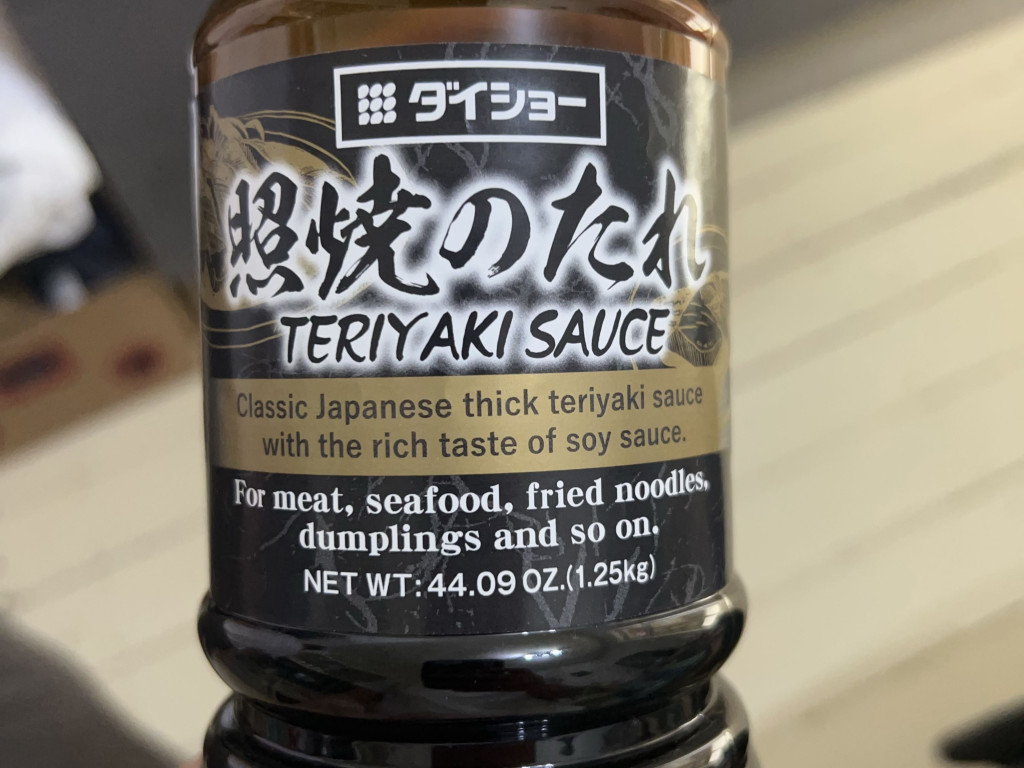 ダイショー
照焼のたれ
TERIYAKI SAUCE
Classic Japanese thick teriyaki sauce
with the rich taste of soy sauce.
For meat, seafood, fried noodles,
dumplings and so on.
NET WT: 44.09 OZ.(1.25kg)